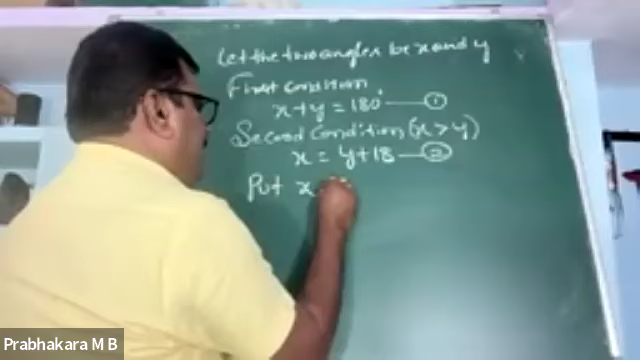 Let the two angles be x and y
First condition
x + y = 180° —— ①
Second Condition (x > y)
x = y + 18 —— ②
Put x
Prabhakara M B